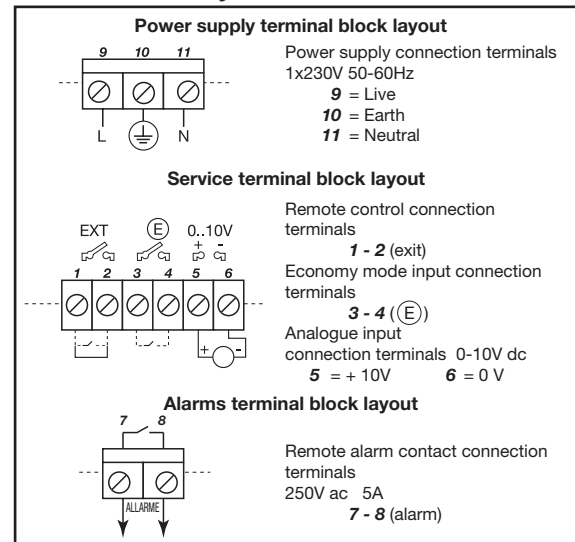 Power supply terminal block layout
9 10 11
L N
Power supply connection terminals
1x230V 50-60Hz
9 = Live
10 = Earth
11 = Neutral
Service terminal block layout
EXT E 0..10V
+ -
1 2 3 4 5 6
+ -
Remote control connection
terminals
1 - 2 (exit)
Economy mode input connection
terminals
3 - 4 (E)
Analogue input
connection terminals 0-10V dc
5 = + 10V 6 = 0 V
Alarms terminal block layout
7 8
ALLARME
Remote alarm contact connection
terminals
250V ac 5A
7 - 8 (alarm)